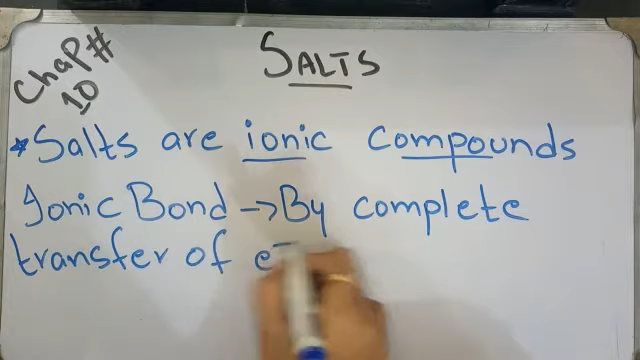 Chap#
10
SALTS
*Salts are ionic compounds
Ionic Bond → By complete
transfer of e⁻